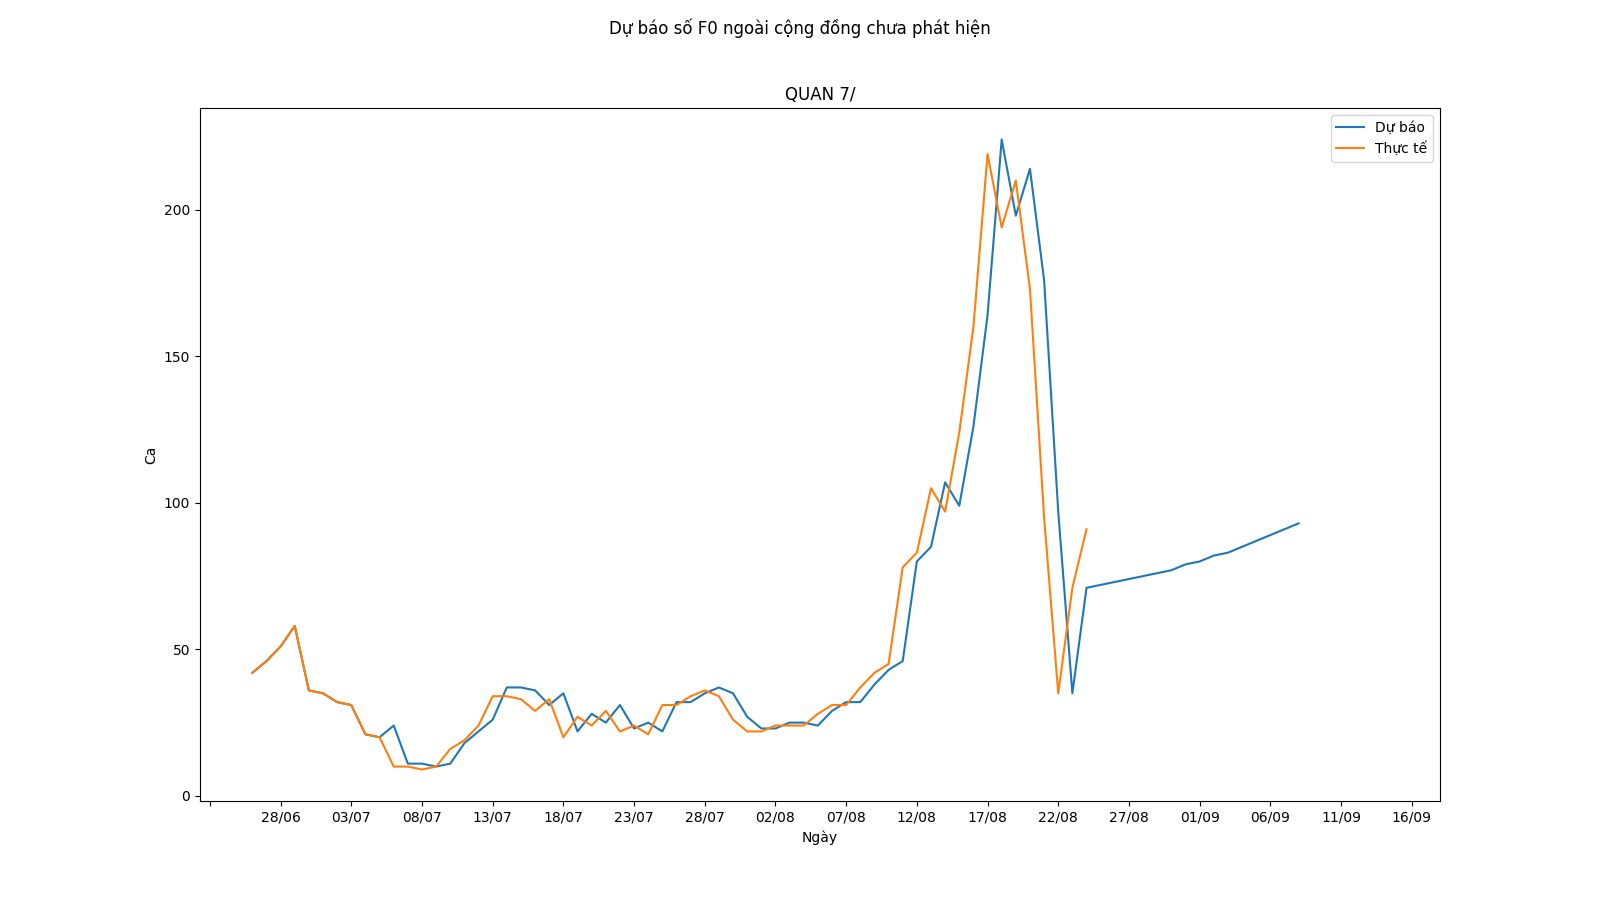 Dự báo số F0 ngoài cộng đồng chưa phát hiện
QUAN 7/
Dự báo
Thực tế
200
150
100
50
0
Ca
28/06 03/07 08/07 13/07 18/07 23/07 28/07 02/08 07/08 12/08 17/08 22/08 27/08 01/09 06/09 11/09 16/09
Ngày